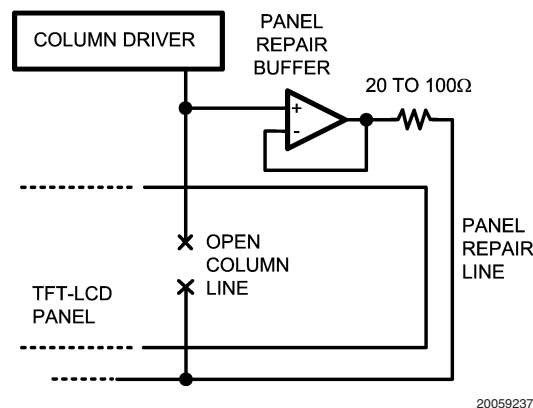 COLUMN DRIVER
PANEL
REPAIR
BUFFER
20 TO 100Ω
+
-
OPEN
COLUMN
LINE
PANEL
REPAIR
LINE
TFT-LCD
PANEL
20059237